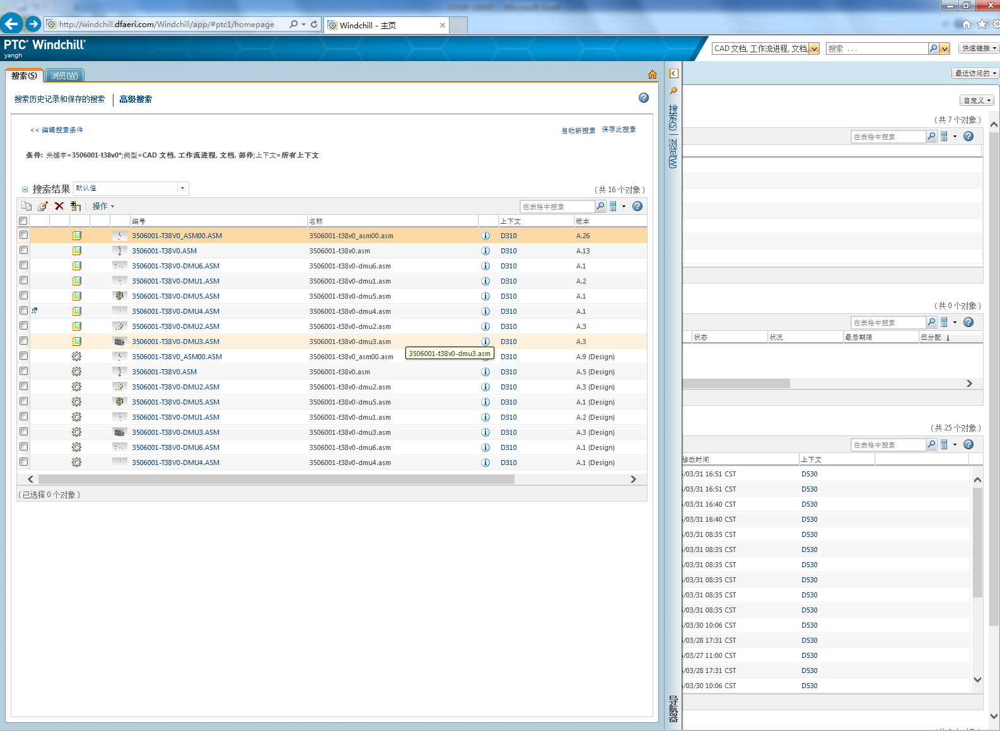 http://windchill.dfaeri.com/Windchill/app/#ptc1/homepage
Windchill - 主页
PTC® Windchill®
yangh
CAD 文档, 工作流进程, 文档,
搜索 ...
快速链接
搜索(S)
浏览(W)
最近访问的
搜索历史记录和保存的搜索
高级搜索
自定义
<< 编辑搜索条件
启动新搜索
保存此搜索
条件: 关键字=3506001-t38v0*;类型=CAD 文档, 工作流进程, 文档, 部件;上下文=所有上下文
搜索结果
默认值
( 共 16 个对象 )
操作
在表格中搜索
编号 名称 上下文 版本
3506001-T38V0_ASM00.ASM 3506001-t38v0_asm00.asm D310 A.26
3506001-T38V0.ASM 3506001-t38v0.asm D310 A.13
3506001-T38V0-DMU6.ASM 3506001-t38v0-dmu6.asm D310 A.1
3506001-T38V0-DMU1.ASM 3506001-t38v0-dmu1.asm D310 A.2
3506001-T38V0-DMU5.ASM 3506001-t38v0-dmu5.asm D310 A.1
3506001-T38V0-DMU4.ASM 3506001-t38v0-dmu4.asm D310 A.1
3506001-T38V0-DMU2.ASM 3506001-t38v0-dmu2.asm D310 A.3
3506001-T38V0-DMU3.ASM 3506001-t38v0-dmu3.asm D310 A.3
3506001-t38v0-dmu3.asm
3506001-T38V0_ASM00.ASM 3506001-t38v0_asm00.asm D310 A.9 (Design)
3506001-T38V0.ASM 3506001-t38v0.asm D310 A.5 (Design)
3506001-T38V0-DMU2.ASM 3506001-t38v0-dmu2.asm D310 A.3 (Design)
3506001-T38V0-DMU5.ASM 3506001-t38v0-dmu5.asm D310 A.1 (Design)
3506001-T38V0-DMU1.ASM 3506001-t38v0-dmu1.asm D310 A.2 (Design)
3506001-T38V0-DMU3.ASM 3506001-t38v0-dmu3.asm D310 A.3 (Design)
3506001-T38V0-DMU6.ASM 3506001-t38v0-dmu6.asm D310 A.1 (Design)
3506001-T38V0-DMU4.ASM 3506001-t38v0-dmu4.asm D310 A.1 (Design)
( 已选择 0 个对象 )
搜索(S) | 浏览(W)
导航器
( 共 7 个对象 )
在表格中搜索
( 共 0 个对象 )
在表格中搜索
状态 状况 最后期限 已分配 ↓
( 共 25 个对象 )
在表格中搜索
修改时间 上下文
/03/31 16:51 CST D530
/03/31 16:51 CST D530
/03/31 16:40 CST D530
/03/31 16:40 CST D530
/03/31 08:35 CST D530
/03/31 08:35 CST D530
/03/31 08:35 CST D530
/03/31 08:35 CST D530
/03/31 08:35 CST D530
/03/31 08:35 CST D530
/03/30 10:06 CST D530
/03/28 17:31 CST D530
/03/27 11:00 CST D530
/03/28 17:31 CST D530
/03/30 10:06 CST D530